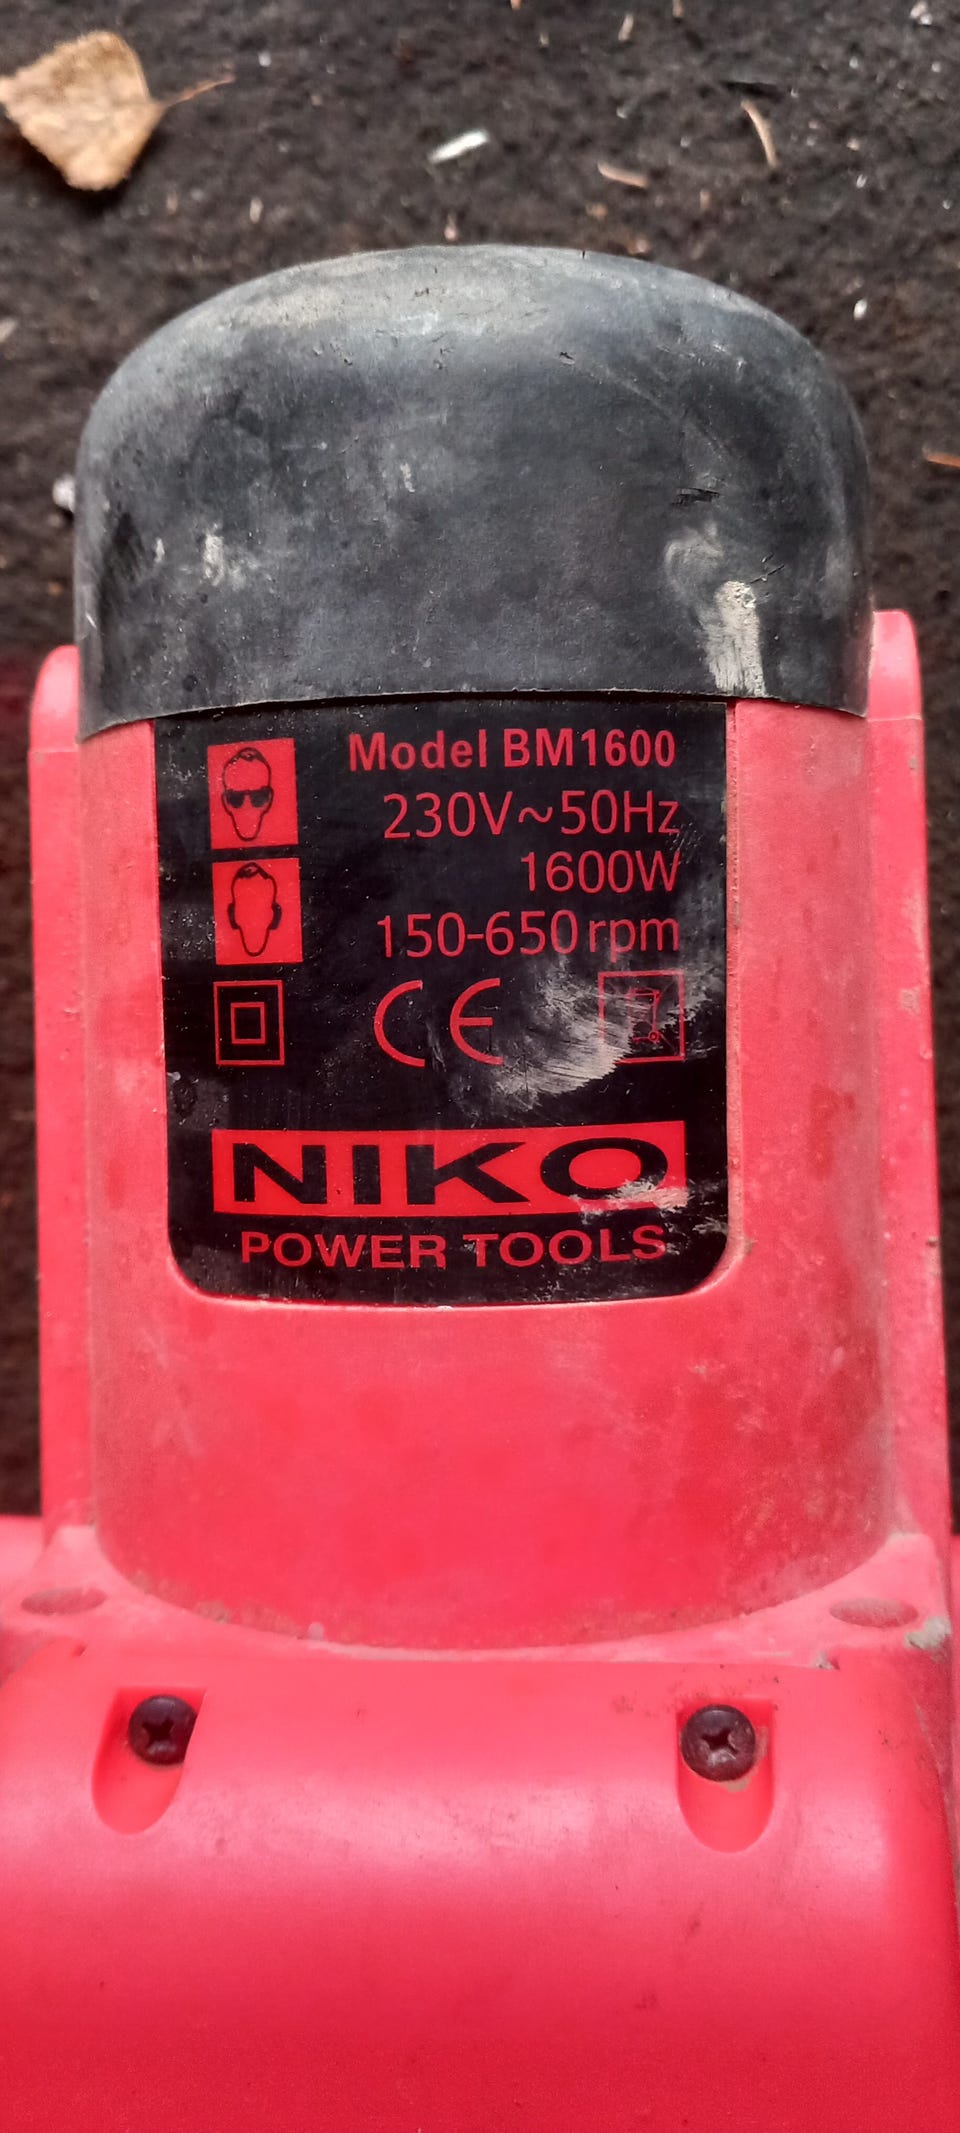 Model BM1600
230V~50Hz
1600W
150-650rpm
CE
NIKO
POWER TOOLS